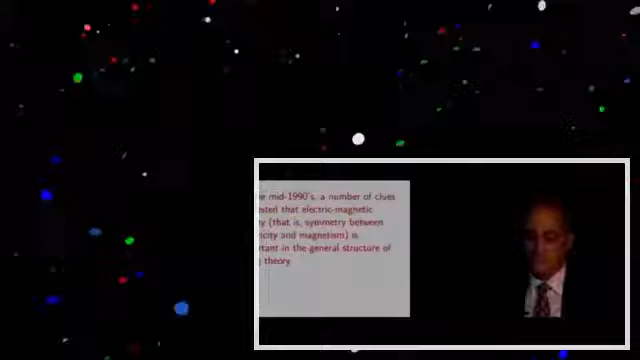 e mid-1990's, a number of clues
ested that electric-magnetic
y (that is, symmetry between
icity and magnetism) is
rtant in the general structure of
g theory